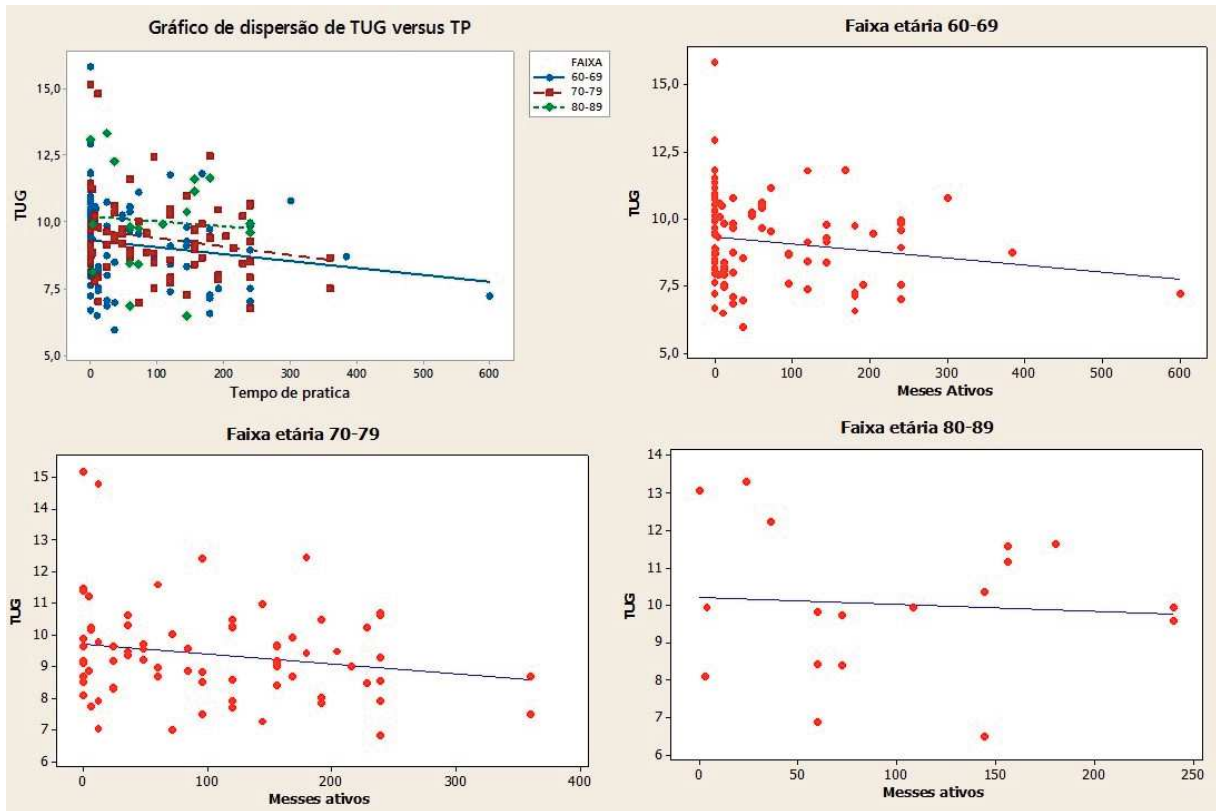 Gráfico de dispersão de TUG versus TP
FAIXA
60-69
70-79
80-89
TUG
15,0
12,5
10,0
7,5
5,0
0 100 200 300 400 500 600
Tempo de pratica
Faixa etária 60-69
TUG
15,0
12,5
10,0
7,5
5,0
0 100 200 300 400 500 600
Meses Ativos
Faixa etária 70-79
TUG
15
14
13
12
11
10
9
8
7
6
0 100 200 300 400
Messes ativos
Faixa etária 80-89
TUG
14
13
12
11
10
9
8
7
6
0 50 100 150 200 250
Messes ativos